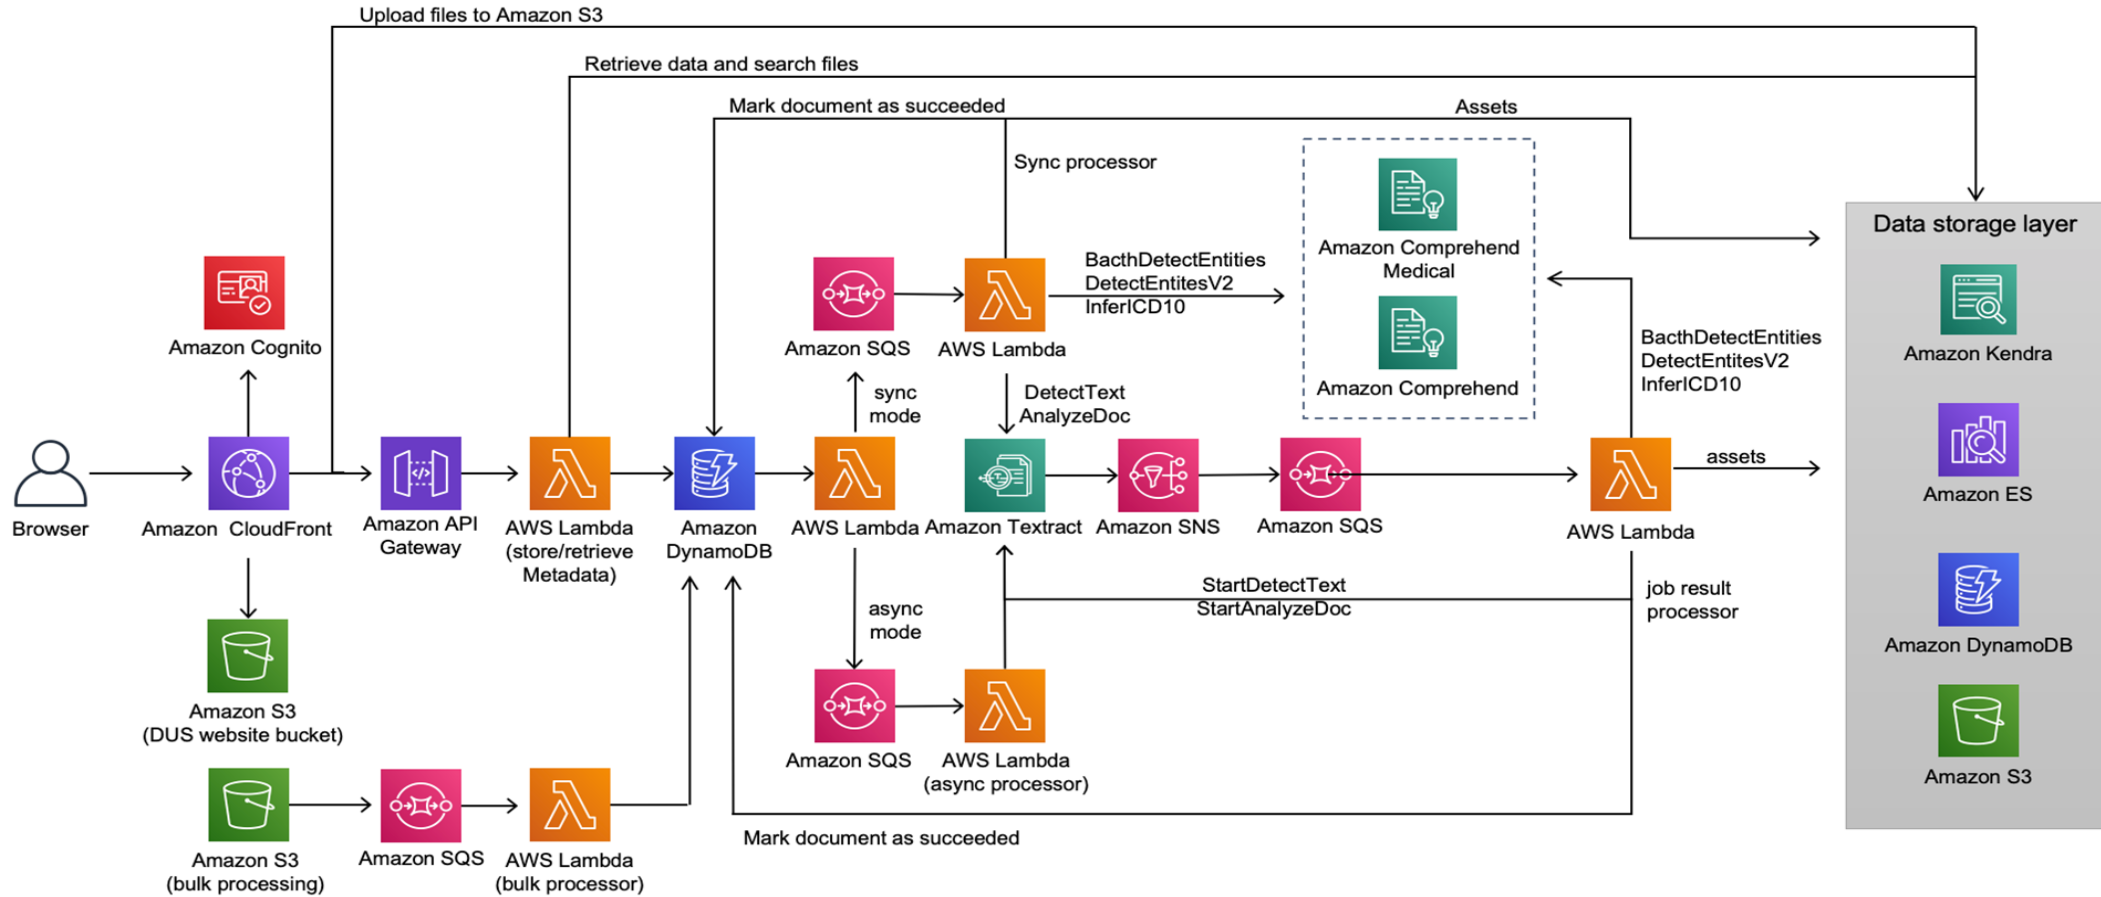 Upload files to Amazon S3
Retrieve data and search files
Mark document as succeeded
Assets
Sync processor
Amazon Comprehend
Medical
Amazon Comprehend
Data storage layer
Amazon Kendra
Amazon ES
Amazon DynamoDB
Amazon S3
Amazon Cognito
Amazon SQS
AWS Lambda
BacthDetectEntities
DetectEntitesV2
InferICD10
BacthDetectEntities
DetectEntitesV2
InferICD10
sync
mode
DetectText
AnalyzeDoc
assets
Browser
Amazon CloudFront
Amazon API
Gateway
AWS Lambda
(store/retrieve
Metadata)
Amazon
DynamoDB
AWS Lambda
Amazon Textract
Amazon SNS
Amazon SQS
AWS Lambda
StartDetectText
StartAnalyzeDoc
job result
processor
async
mode
Amazon S3
(DUS website bucket)
Amazon SQS
AWS Lambda
(async processor)
Mark document as succeeded
Amazon S3
(bulk processing)
Amazon SQS
AWS Lambda
(bulk processor)